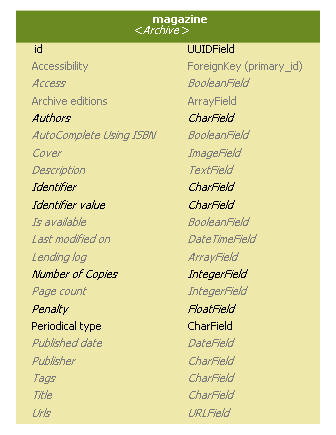 magazine
<Archive>
id UUIDField
Accessibility ForeignKey (primary_id)
Access BooleanField
Archive editions ArrayField
Authors CharField
AutoComplete Using ISBN BooleanField
Cover ImageField
Description TextField
Identifier CharField
Identifier value CharField
Is available BooleanField
Last modified on DateTimeField
Lending log ArrayField
Number of Copies IntegerField
Page count IntegerField
Penalty FloatField
Periodical type CharField
Published date DateField
Publisher CharField
Tags CharField
Title CharField
Urls URLField